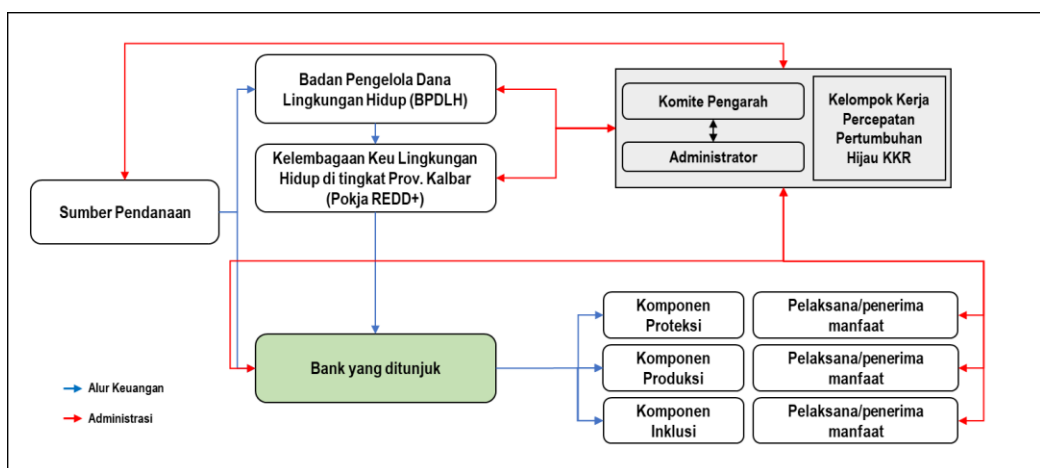 Badan Pengelola Dana
Lingkungan Hidup (BPDLH)
Komite Pengarah
Administrator
Kelompok Kerja
Percepatan
Pertumbuhan
Hijau KKR
Kelembagaan Keu Lingkungan
Hidup di tingkat Prov. Kalbar
(Pokja REDD+)
Sumber Pendanaan
Bank yang ditunjuk
Komponen
Proteksi
Pelaksana/penerima
manfaat
Komponen
Produksi
Pelaksana/penerima
manfaat
Komponen
Inklusi
Pelaksana/penerima
manfaat
Alur Keuangan
Administrasi